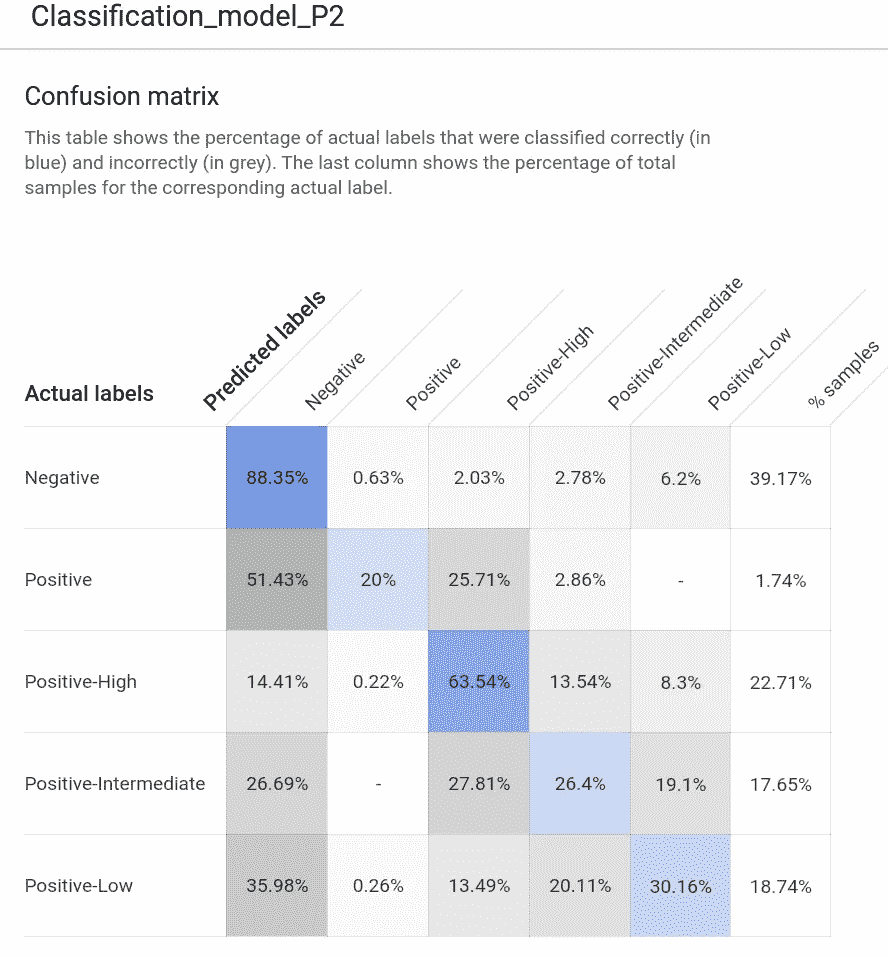 Classification_model_P2
Confusion matrix
This table shows the percentage of actual labels that were classified correctly (in
blue) and incorrectly (in grey). The last column shows the percentage of total
samples for the corresponding actual label.
Actual labels
Predicted labels
Negative
Positive
Positive-High
Positive-Intermediate
Positive-Low
% samples
Negative 88.35% 0.63% 2.03% 2.78% 6.2% 39.17%
Positive 51.43% 20% 25.71% 2.86% - 1.74%
Positive-High 14.41% 0.22% 63.54% 13.54% 8.3% 22.71%
Positive-Intermediate 26.69% - 27.81% 26.4% 19.1% 17.65%
Positive-Low 35.98% 0.26% 13.49% 20.11% 30.16% 18.74%